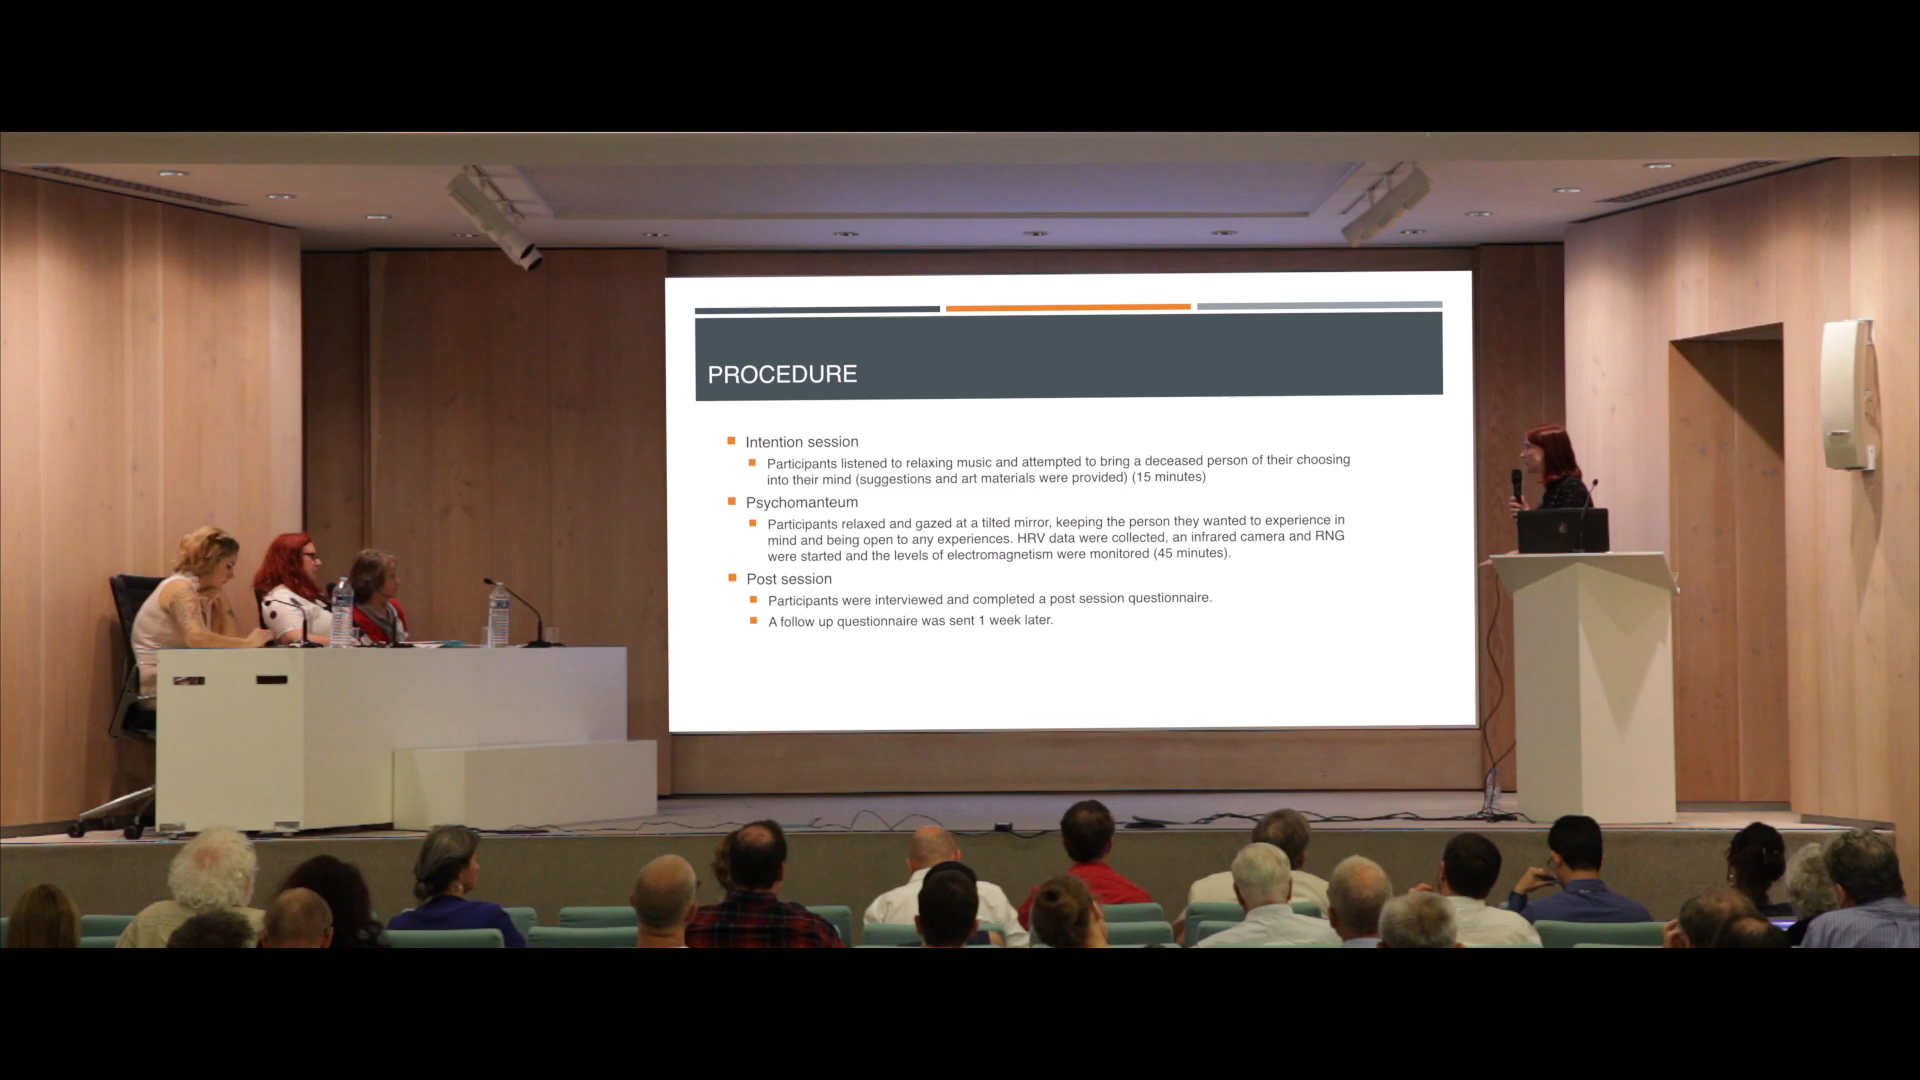 PROCEDURE
Intention session
Participants listened to relaxing music and attempted to bring a deceased person of their choosing
into their mind (suggestions and art materials were provided) (15 minutes)
Psychomanteum
Participants relaxed and gazed at a tilted mirror, keeping the person they wanted to experience in
mind and being open to any experiences. HRV data were collected, an infrared camera and RNG
were started and the levels of electromagnetism were monitored (45 minutes).
Post session
Participants were interviewed and completed a post session questionnaire.
A follow up questionnaire was sent 1 week later.